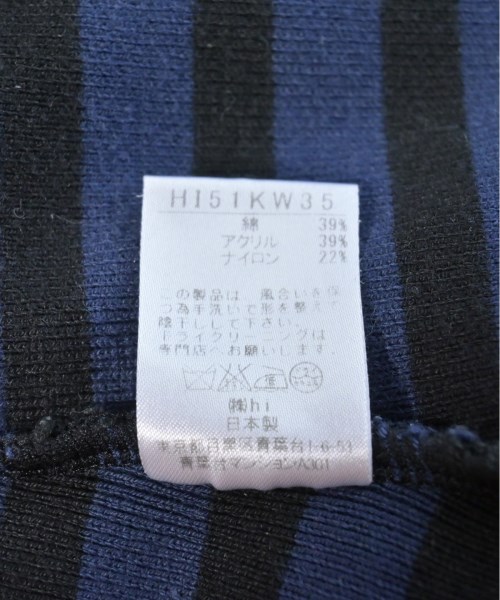 HI51KW35
綿 39%
アクリル 39%
ナイロン 22%
この製品は、風合いを保
つ為手洗いで形を整えて
陰干しして下さい。
ドライクリーニングは
専門店へお願いします。
㈱hi
日本製
東京都目黒区青葉台1-6-53
青葉台マンションA301